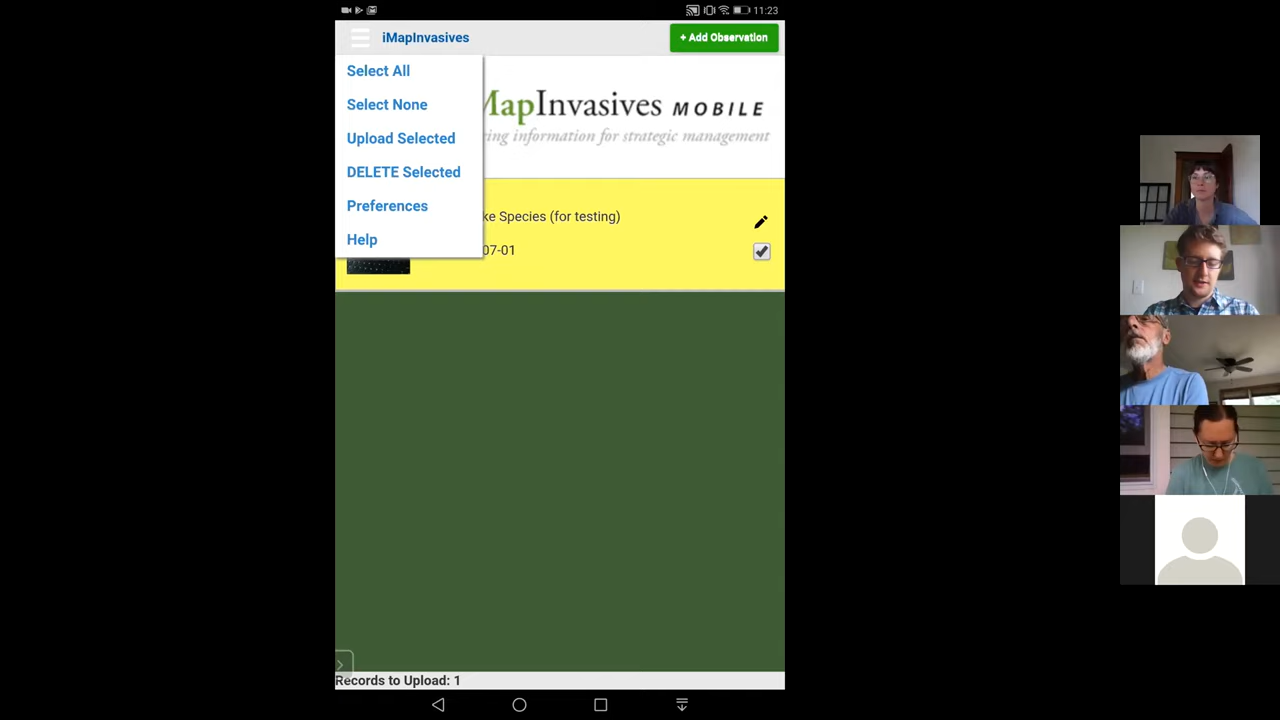 11:23
iMapInvasives
+ Add Observation
Select All
Select None
Upload Selected
DELETE Selected
Preferences
Help
MapInvasives MOBILE
ing information for strategic management
ke Species (for testing)
07-01
Records to Upload: 1